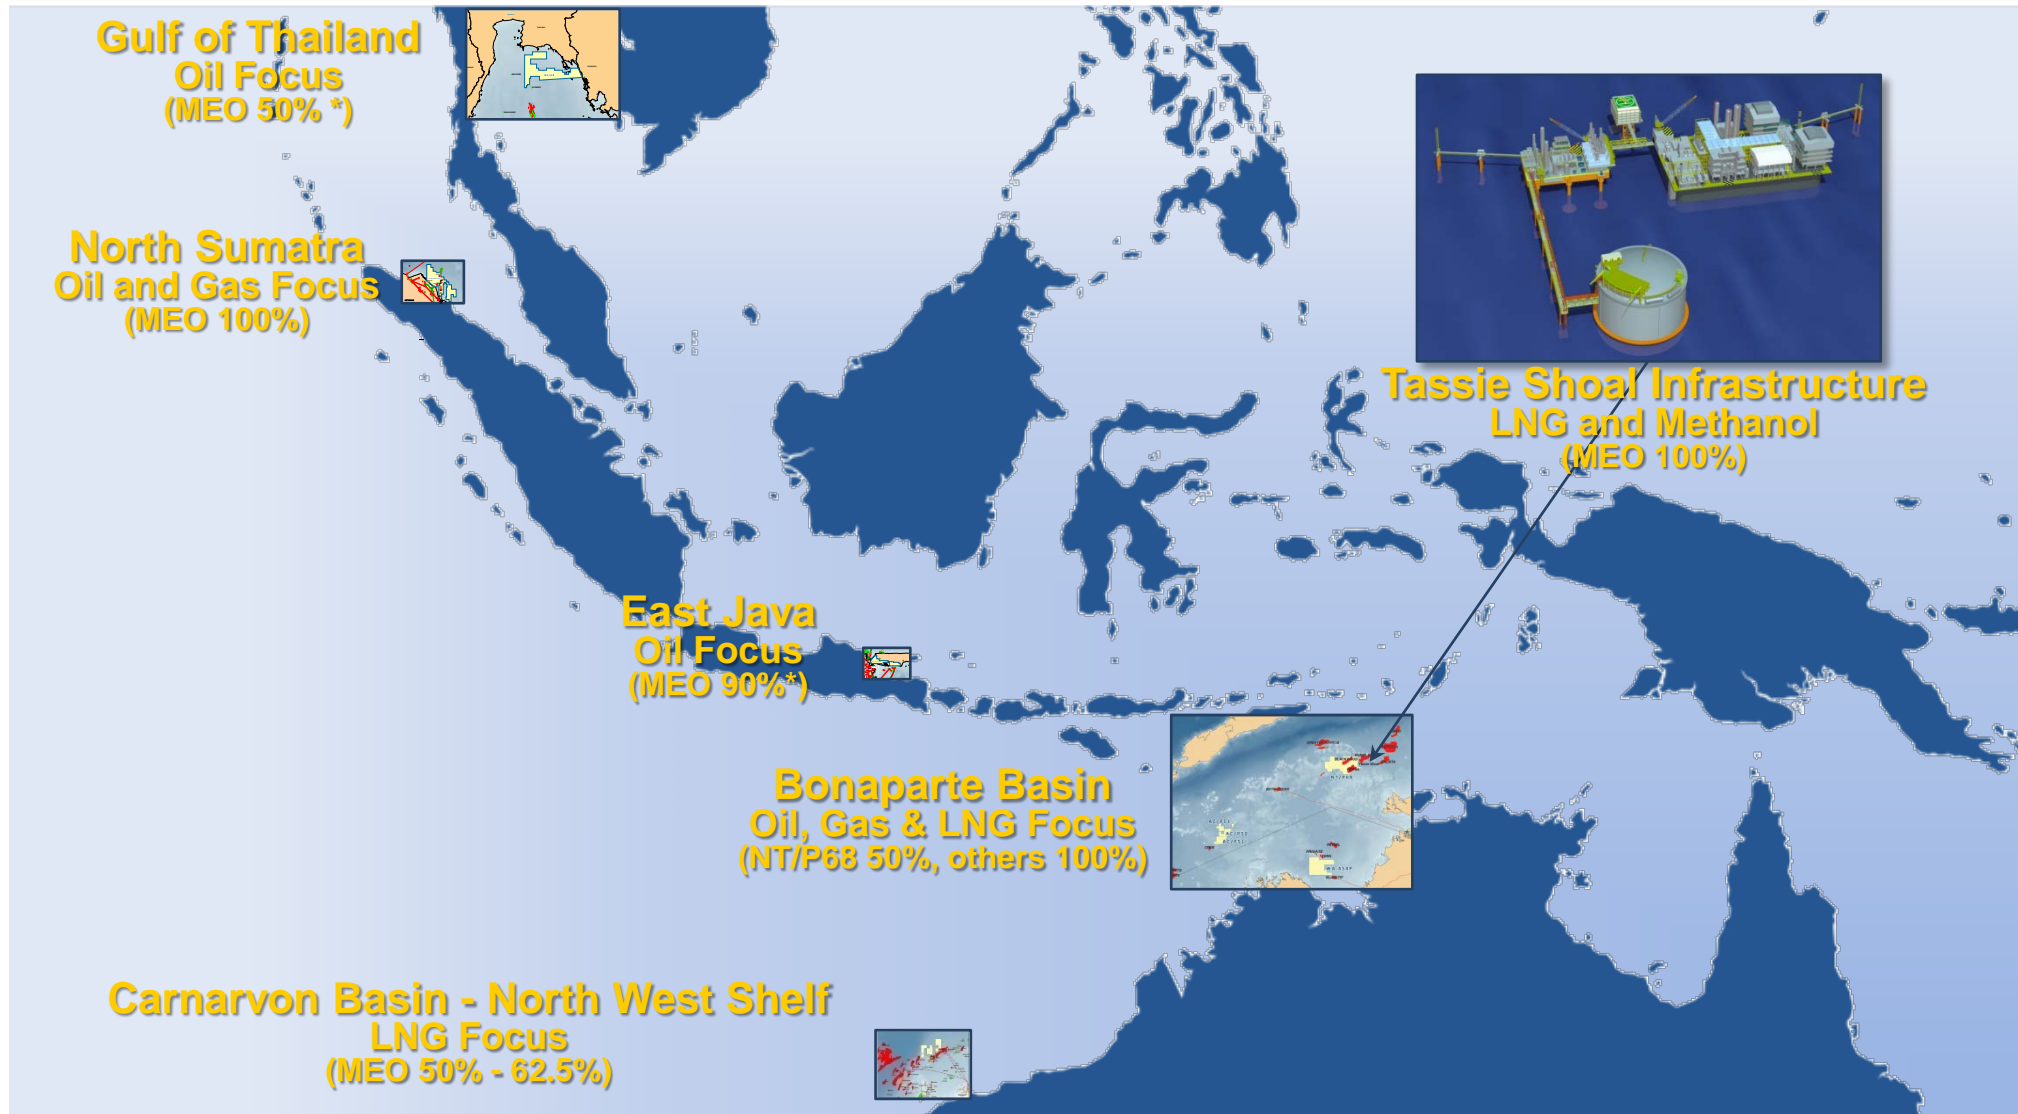 Gulf of Thailand
Oil Focus
(MEO 50% *)
North Sumatra
Oil and Gas Focus
(MEO 100%)
Tassie Shoal Infrastructure
LNG and Methanol
(MEO 100%)
East Java
Oil Focus
(MEO 90%*)
Bonaparte Basin
Oil, Gas & LNG Focus
(NT/P68 50%, others 100%)
Carnarvon Basin - North West Shelf
LNG Focus
(MEO 50% - 62.5%)